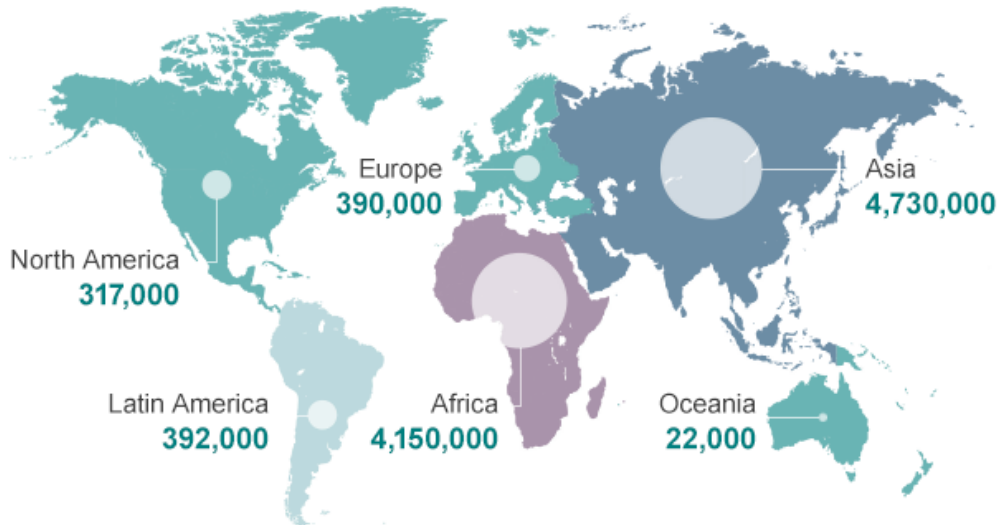 Europe
390,000
Asia
4,730,000
North America
317,000
Latin America
392,000
Africa
4,150,000
Oceania
22,000